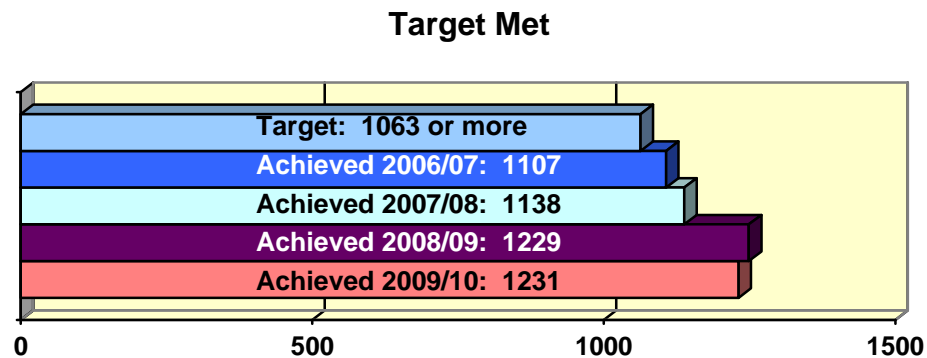 Target Met
Target: 1063 or more
Achieved 2006/07: 1107
Achieved 2007/08: 1138
Achieved 2008/09: 1229
Achieved 2009/10: 1231
0 500 1000 1500